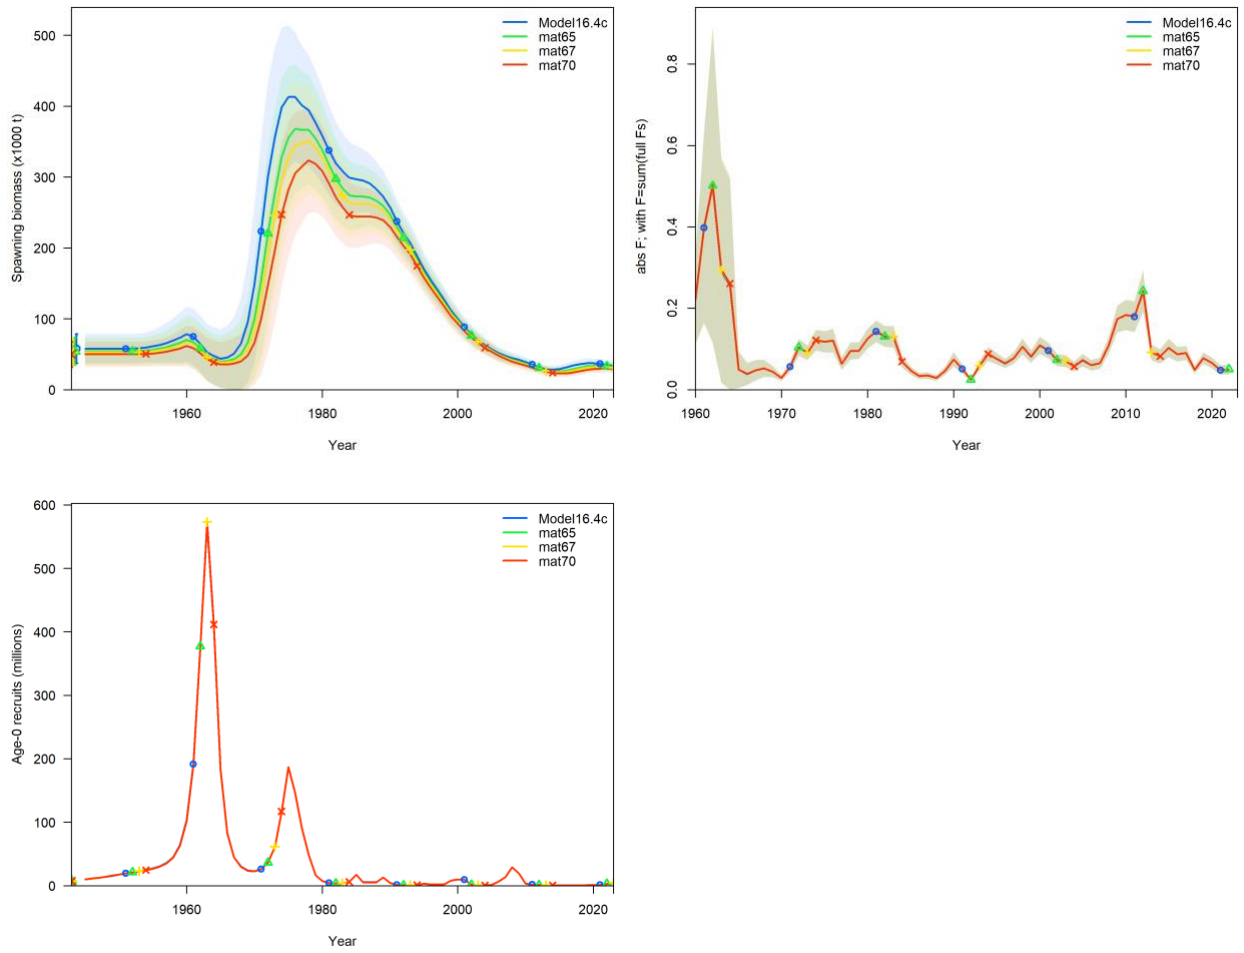 Spawning biomass (x1000 t)
500
400
300
200
100
0
1960
1980
2000
2020
Year
Model16.4c
mat65
mat67
mat70
abs F; with F=sum(full Fs)
0.8
0.6
0.4
0.2
0.0
1960
1970
1980
1990
2000
2010
2020
Year
Model16.4c
mat65
mat67
mat70
Age-0 recruits (millions)
600
500
400
300
200
100
0
1960
1980
2000
2020
Year
Model16.4c
mat65
mat67
mat70